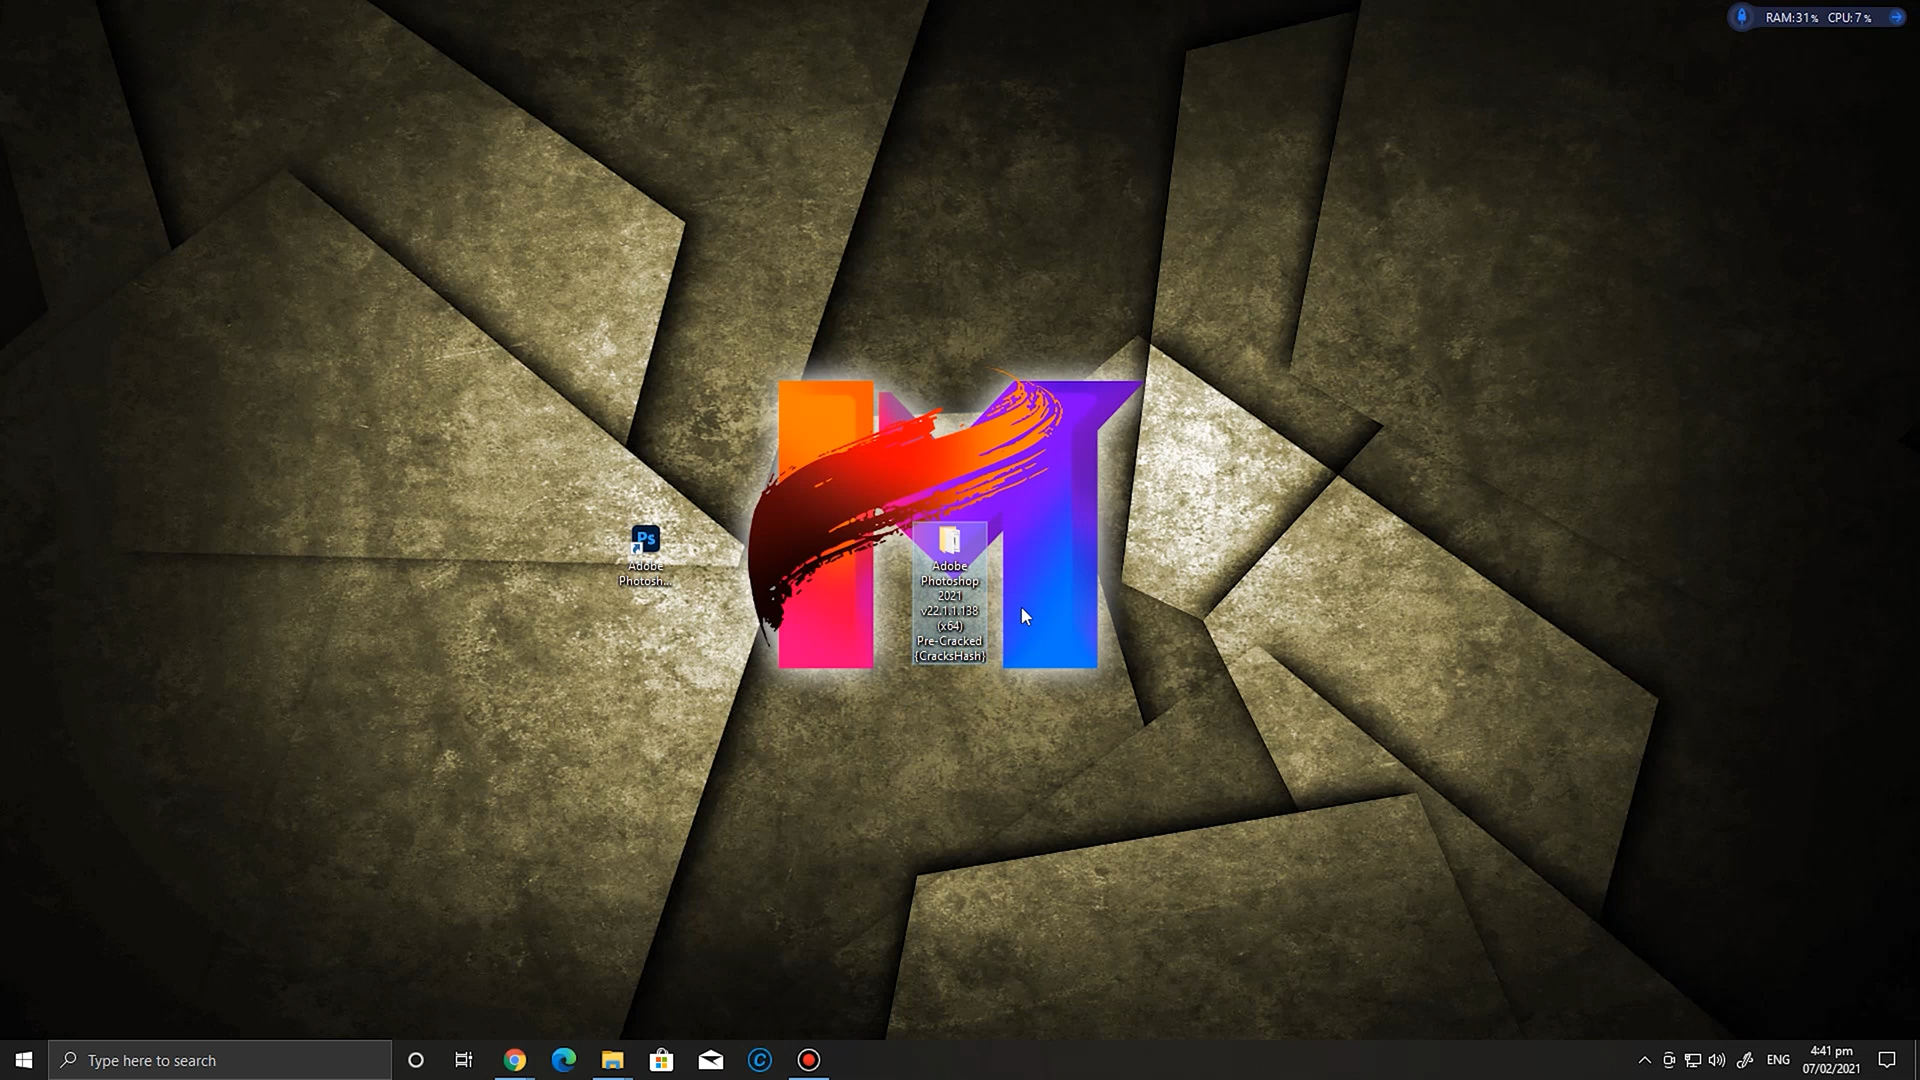 RAM:31% CPU:7%
Ps
Adobe
Photosh...
Adobe
Photoshop
2021
v22.1.1.138
(x64)
Pre-Cracked
{CracksHash}
Type here to search
ENG
4:41 pm
07/02/2021